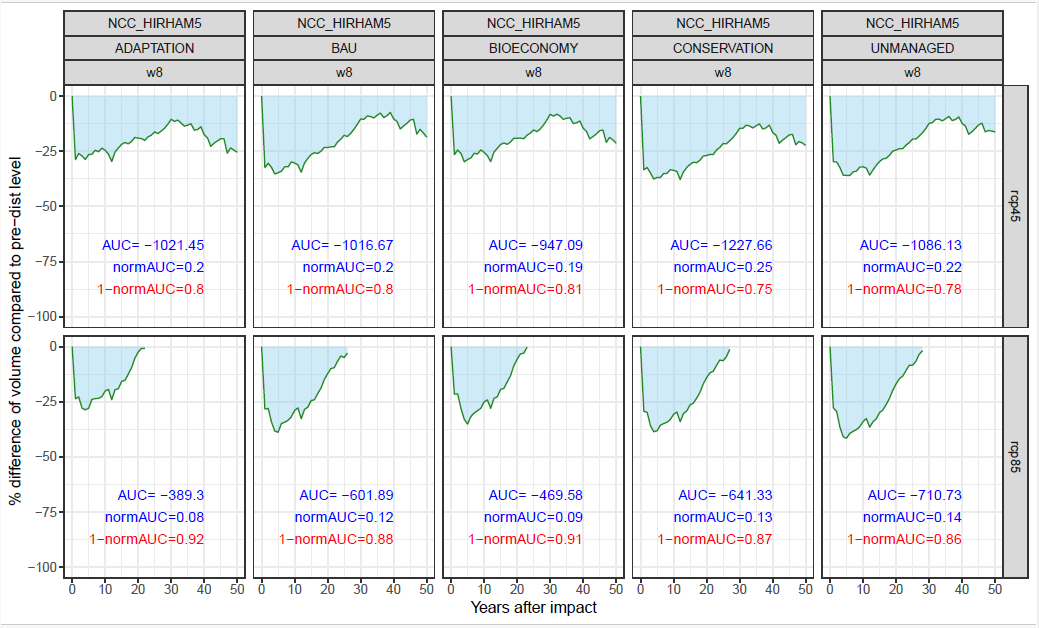 NCC_HIRHAM5 NCC_HIRHAM5 NCC_HIRHAM5 NCC_HIRHAM5 NCC_HIRHAM5
ADAPTATION BAU BIOECONOMY CONSERVATION UNMANAGED
w8 w8 w8 w8 w8
% difference of volume compared to pre−dist level
0
−25
−50
−75
−100
AUC= −1021.45
normAUC=0.2
1−normAUC=0.8
AUC= −1016.67
normAUC=0.2
1−normAUC=0.8
AUC= −947.09
normAUC=0.19
1−normAUC=0.81
AUC= −1227.66
normAUC=0.25
1−normAUC=0.75
AUC= −1086.13
normAUC=0.22
1−normAUC=0.78
rcp45
0
−25
−50
−75
−100
AUC= −389.3
normAUC=0.08
1−normAUC=0.92
AUC= −601.89
normAUC=0.12
1−normAUC=0.88
AUC= −469.58
normAUC=0.09
1−normAUC=0.91
AUC= −641.33
normAUC=0.13
1−normAUC=0.87
AUC= −710.73
normAUC=0.14
1−normAUC=0.86
rcp85
0 10 20 30 40 50 0 10 20 30 40 50 0 10 20 30 40 50 0 10 20 30 40 50 0 10 20 30 40 50
Years after impact